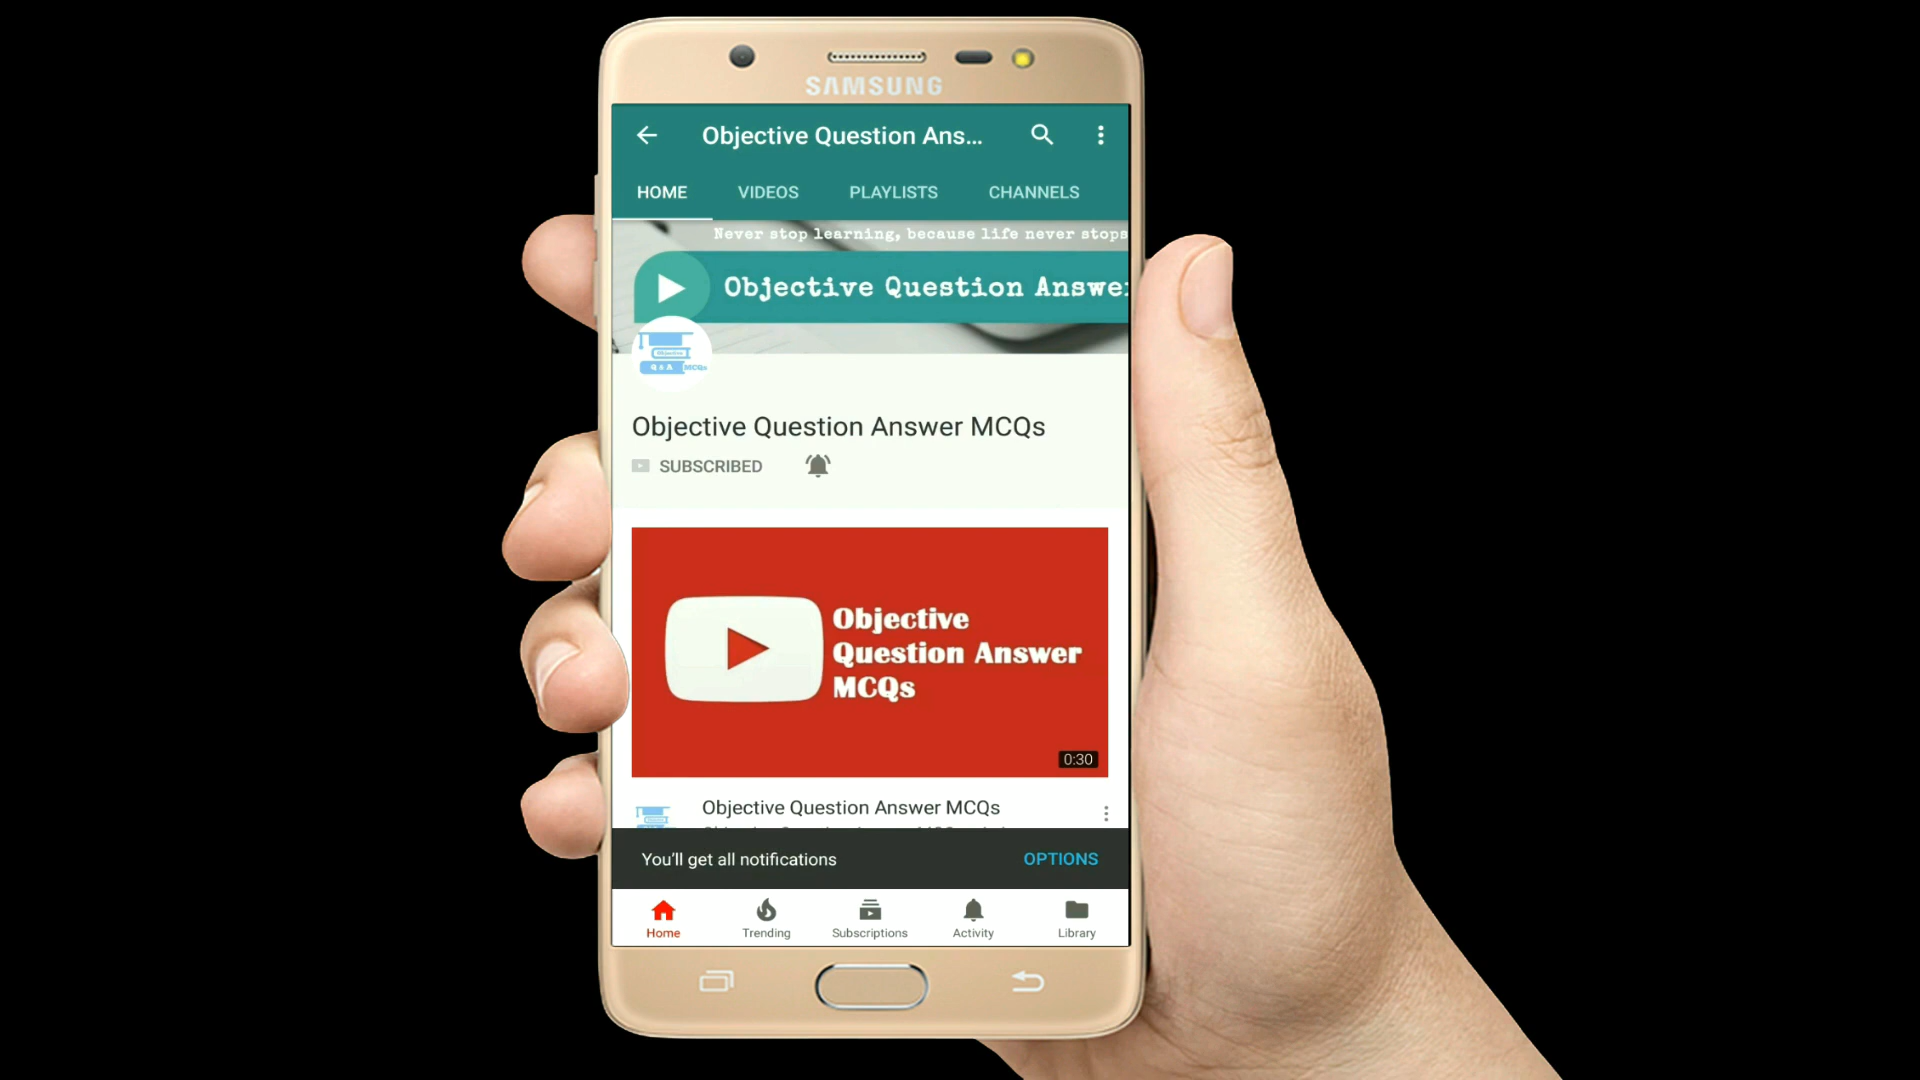 SAMSUNG
Objective Question Ans...
HOME VIDEOS PLAYLISTS CHANNELS
Never stop learning, because life never stops
Objective Question Answe
Objective
Q & A MCQs
Objective Question Answer MCQs
SUBSCRIBED
Objective
Question Answer
MCQs
0:30
Objective Question Answer MCQs
You'll get all notifications OPTIONS
Home Trending Subscriptions Activity Library